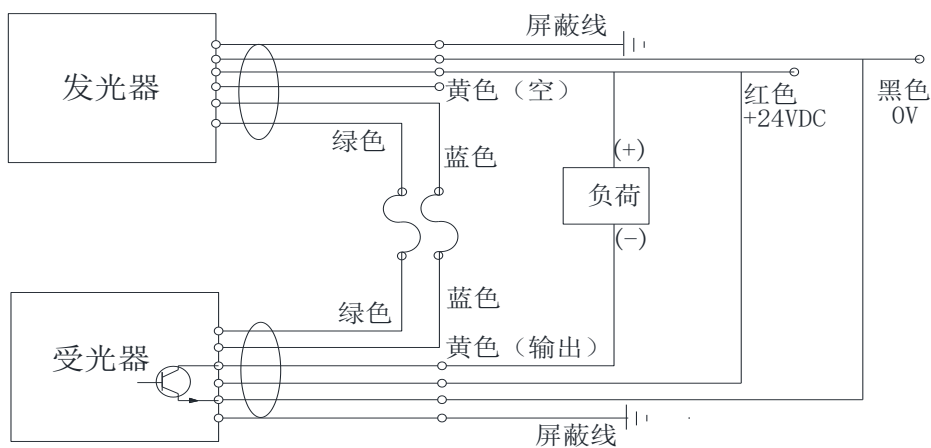 屏蔽线
发光器
黄色（空）
红色
+24VDC
黑色
0V
绿色
蓝色
(+)
负荷
(−)
绿色
蓝色
受光器
黄色（输出）
屏蔽线